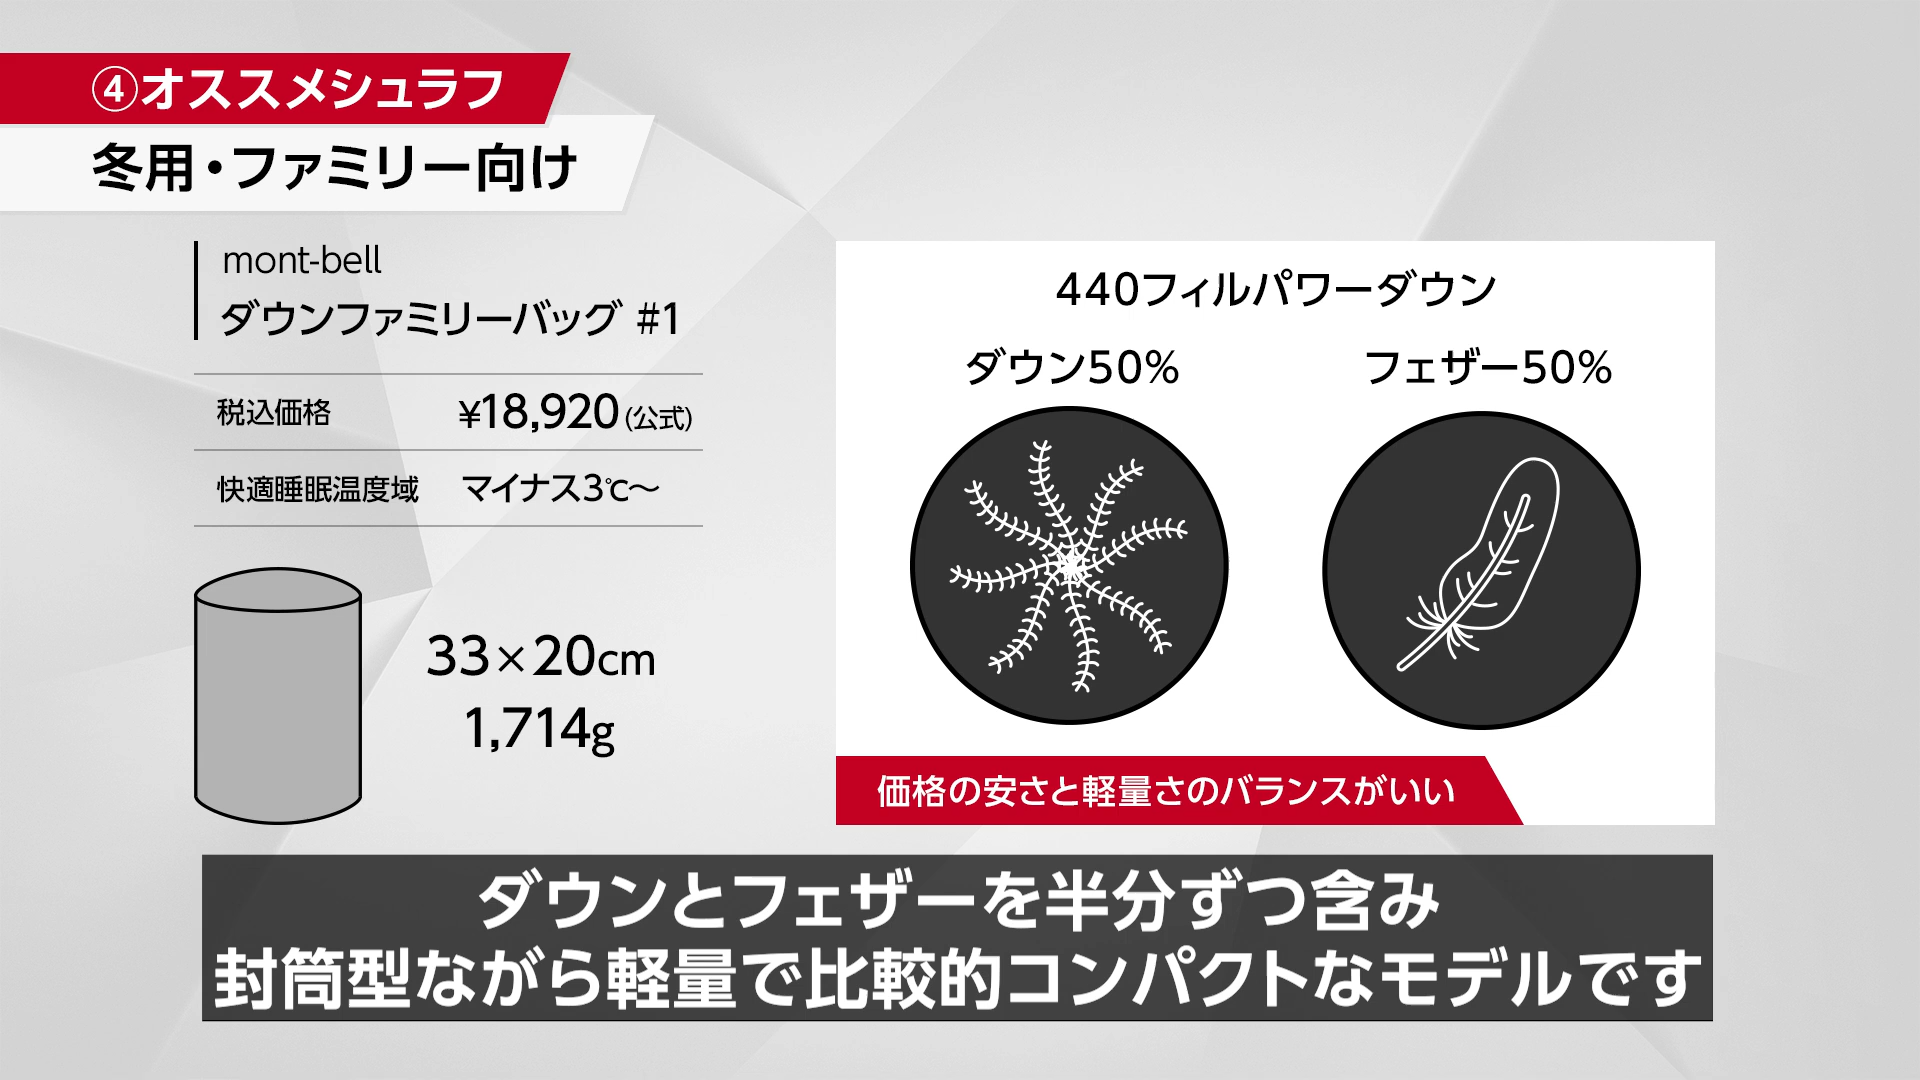 ④オススメシュラフ
冬用・ファミリー向け
mont-bell
ダウンファミリーバッグ #1
税込価格 ¥18,920(公式)
快適睡眠温度域 マイナス3℃〜
33×20cm
1,714g
440フィルパワーダウン
ダウン50% フェザー50%
価格の安さと軽量さのバランスがいい
ダウンとフェザーを半分ずつ含み
封筒型ながら軽量で比較的コンパクトなモデルです